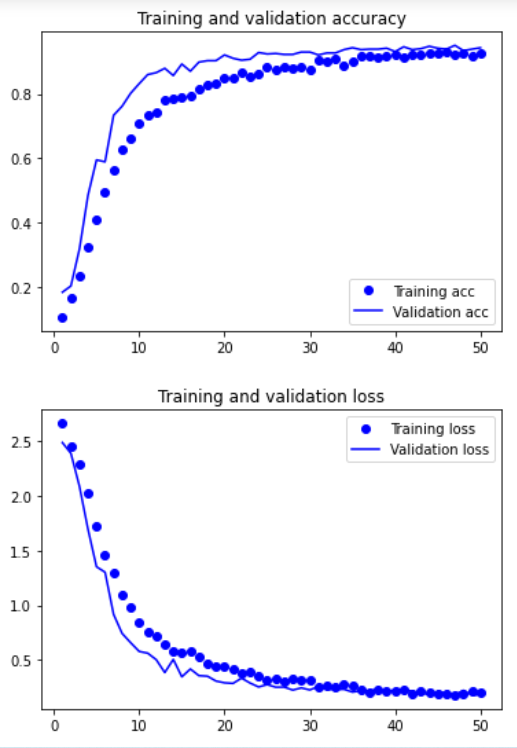 Training and validation accuracy
0.8
0.6
0.4
0.2
Training acc
Validation acc
0 10 20 30 40 50
Training and validation loss
Training loss
Validation loss
2.5
2.0
1.5
1.0
0.5
0 10 20 30 40 50